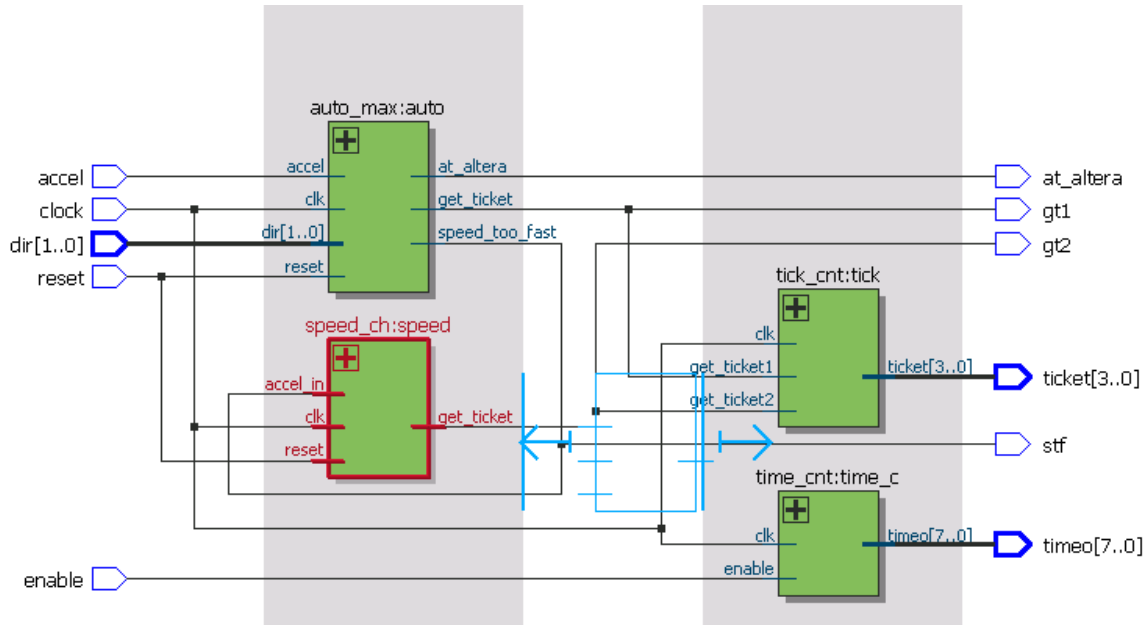 auto_max:auto
accel
accel
at_altera
at_altera
clock
clk
get_ticket
gt1
dir[1..0]
dir[1..0]
speed_too_fast
gt2
reset
reset
tick_cnt:tick
speed_ch:speed
clk
accel_in
get_ticket1
ticket[3..0]
ticket[3..0]
clk
get_ticket
get_ticket2
reset
stf
time_cnt:time_c
clk
timeo[7..0]
timeo[7..0]
enable
enable